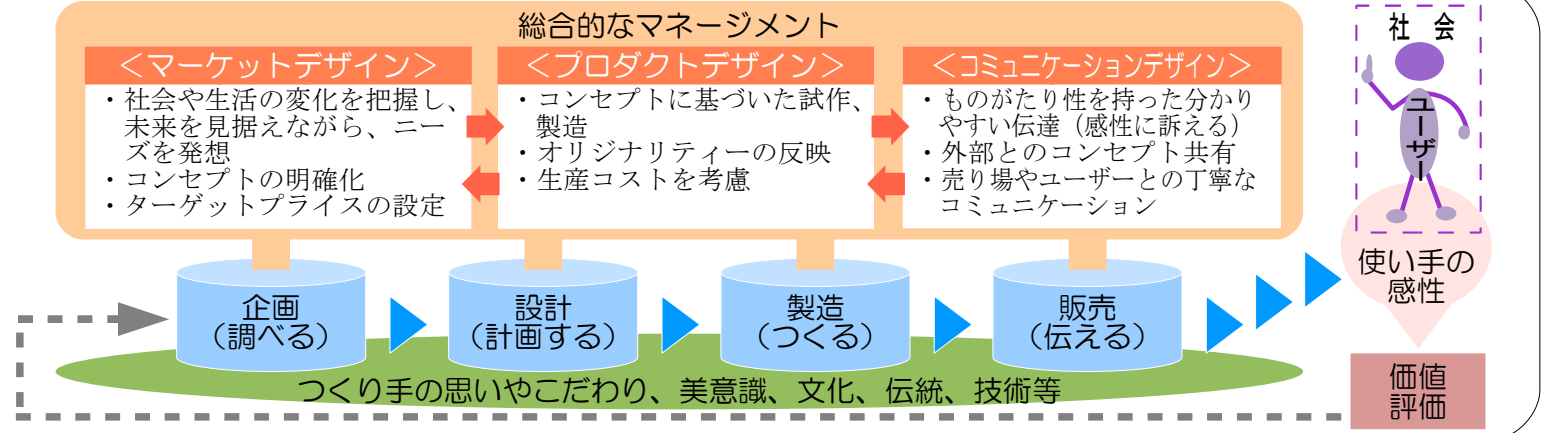 総合的なマネージメント
＜マーケットデザイン＞
・社会や生活の変化を把握し、
未来を見据えながら、ニー
ズを発想
・コンセプトの明確化
・ターゲットプライスの設定
＜プロダクトデザイン＞
・コンセプトに基づいた試作、
製造
・オリジナリティーの反映
・生産コストを考慮
＜コミュニケーションデザイン＞
・ものがたり性を持った分かり
やすい伝達（感性に訴える）
・外部とのコンセプト共有
・売り場やユーザーとの丁寧な
コミュニケーション
社 会
ユーザー
使い手の
感性
企画
（調べる）
設計
（計画する）
製造
（つくる）
販売
（伝える）
つくり手の思いやこだわり、美意識、文化、伝統、技術等
価値
評価